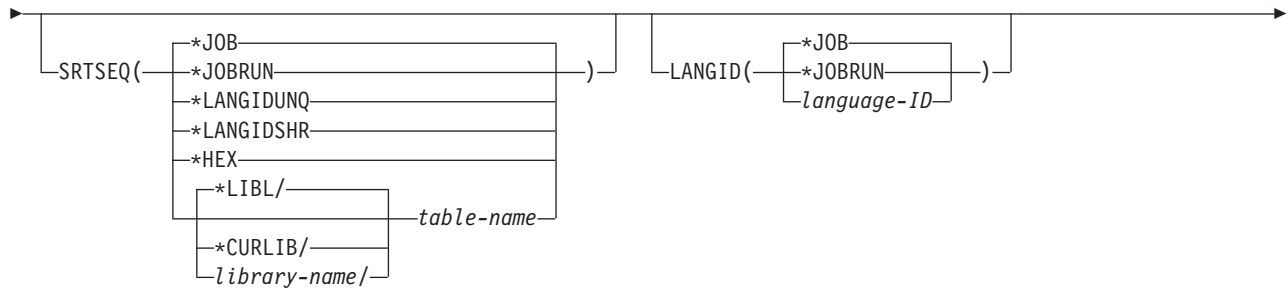 *JOB *JOB
SRTSEQ( *JOBRUN ) LANGID( *JOBRUN )
*LANGIDUNQ language-ID
*LANGIDSHR
*HEX
*LIBL/
table-name
*CURLIB/
library-name/